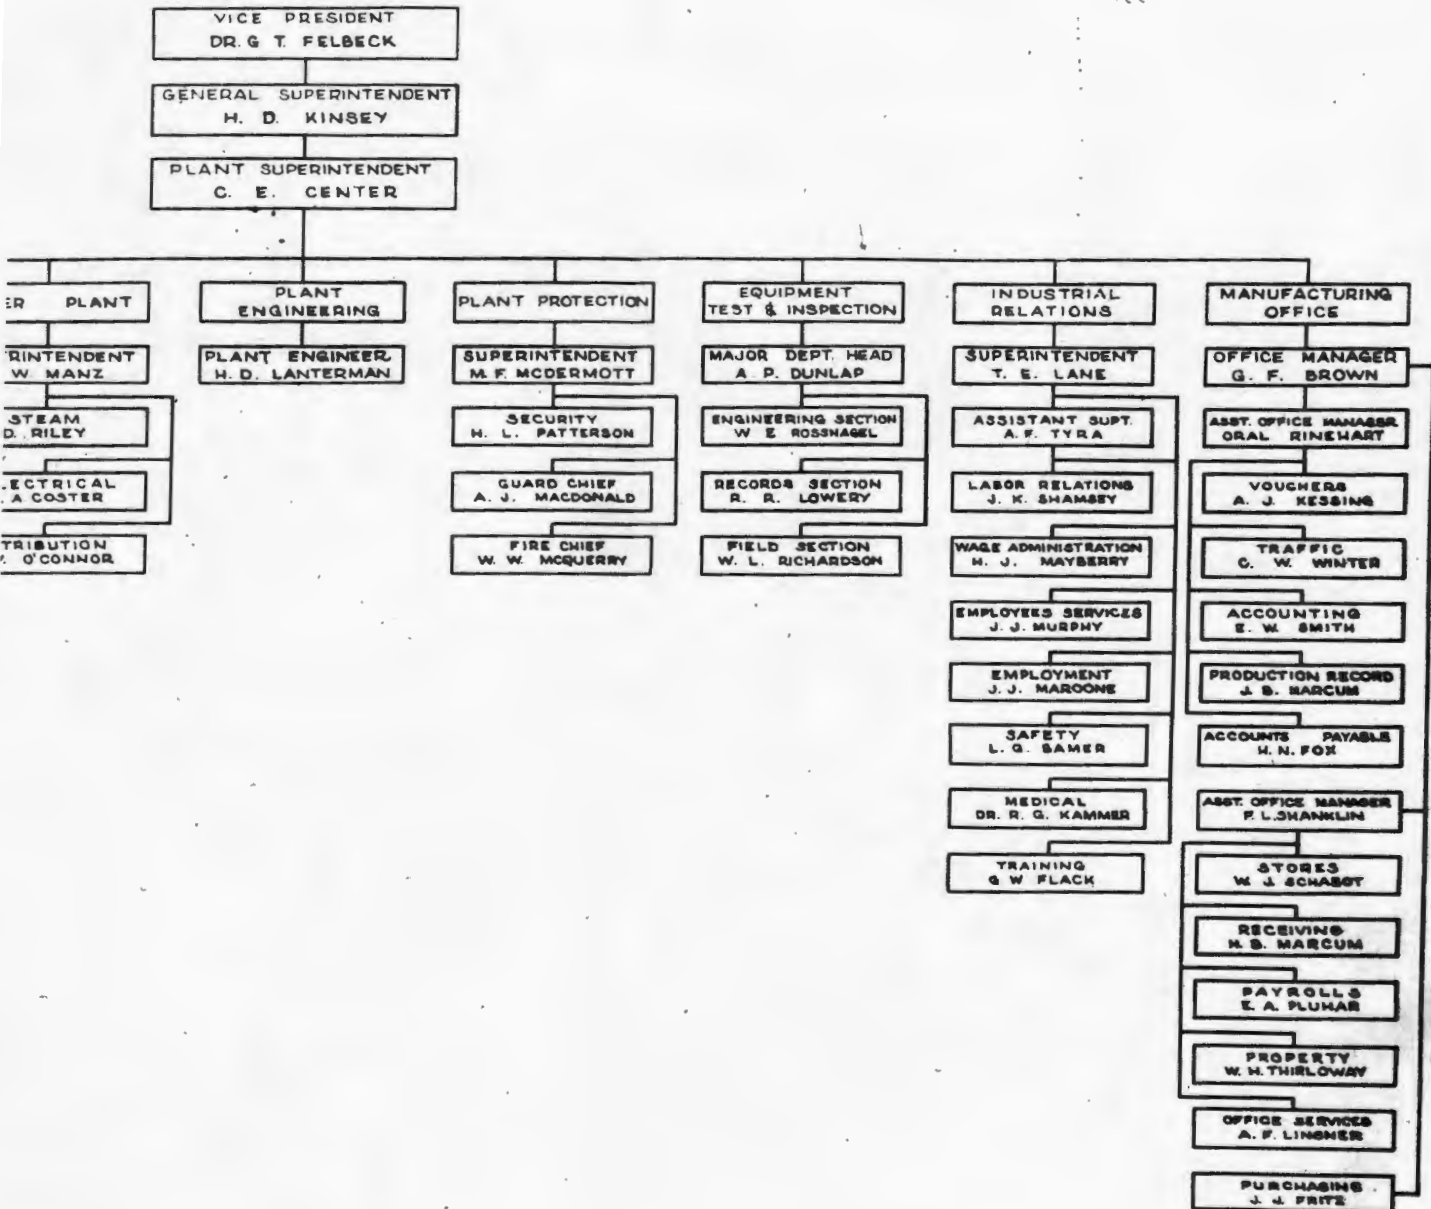 VICE PRESIDENT
DR. G T. FELBECK
GENERAL SUPERINTENDENT
H. D. KINSEY
PLANT SUPERINTENDENT
C. E. CENTER
ER PLANT
RINTENDENT
W. MANZ
STEAM
D. RILEY
LECTRICAL
A COSTER
TRIBUTION
O'CONNOR
PLANT
ENGINEERING
PLANT ENGINEER
H. D. LANTERMAN
PLANT PROTECTION
SUPERINTENDENT
M. F. MCDERMOTT
SECURITY
H. L. PATTERSON
GUARD CHIEF
A. J. MACDONALD
FIRE CHIEF
W. W. MCQUERRY
EQUIPMENT
TEST & INSPECTION
MAJOR DEPT. HEAD
A. P. DUNLAP
ENGINEERING SECTION
W E ROSSNAGEL
RECORDS SECTION
R. R. LOWERY
FIELD SECTION
W. L. RICHARDSON
INDUSTRIAL
RELATIONS
SUPERINTENDENT
T. E. LANE
ASSISTANT SUPT.
A. F. TYRA
LABOR RELATIONS
J. K. SHAMSEY
WAGE ADMINISTRATION
H. J. MAYBERRY
EMPLOYEES SERVICES
J. J. MURPHY
EMPLOYMENT
J. J. MAROONE
SAFETY
L. G. SAMER
MEDICAL
DR. R. G. KAMMER
TRAINING
G W FLACK
MANUFACTURING
OFFICE
OFFICE MANAGER
G. F. BROWN
ASST. OFFICE MANAGER
ORAL RINEHART
VOUCHERS
A. J. KESSING
TRAFFIC
C. W. WINTER
ACCOUNTING
E. W. SMITH
PRODUCTION RECORD
J. S. MARCUM
ACCOUNTS PAYABLE
H. N. FOX
ASST. OFFICE MANAGER
F. L. SHANKLIN
STORES
W. J. SCHABOT
RECEIVING
H. S. MARCUM
PAYROLLS
E. A. PLUHAR
PROPERTY
W. H. THIRLOWAY
OFFICE SERVICES
A. F. LINGNER
PURCHASING
J. J. FRITZ